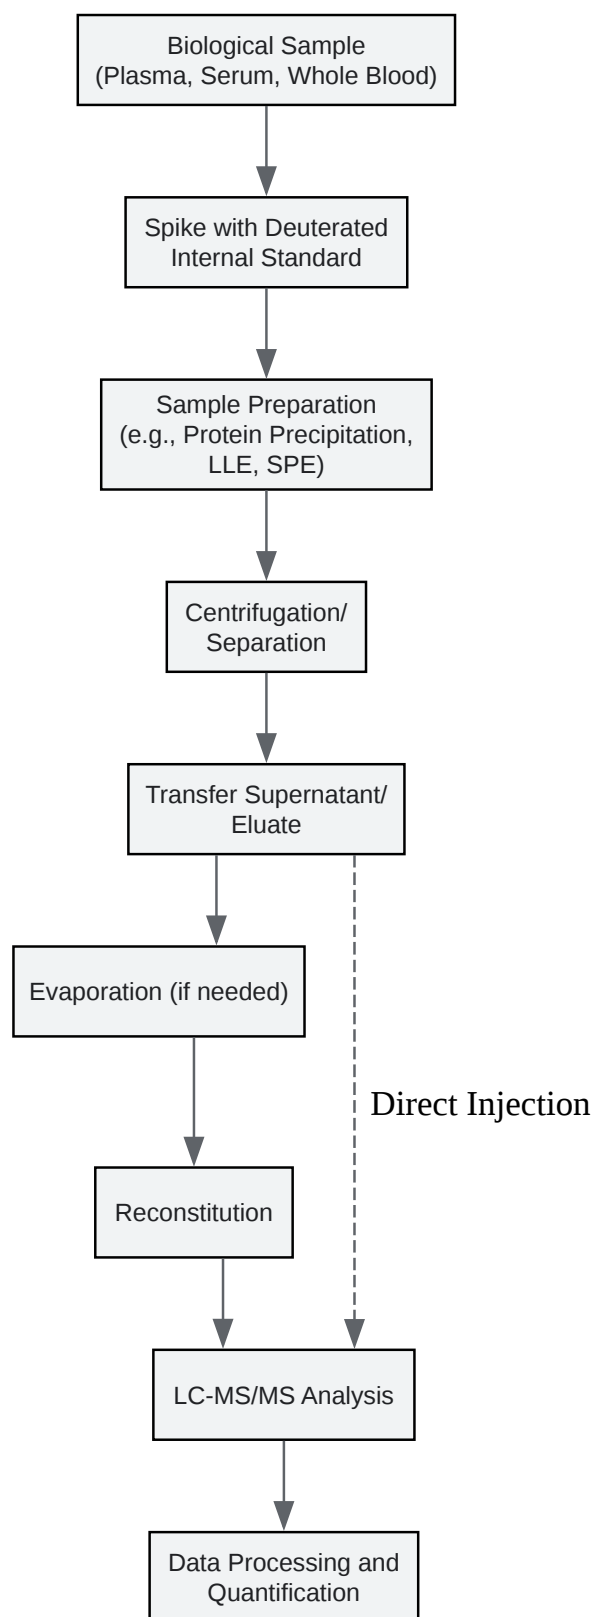 Biological Sample
(Plasma, Serum, Whole Blood)
Spike with Deuterated
Internal Standard
Sample Preparation
(e.g., Protein Precipitation,
LLE, SPE)
Centrifugation/
Separation
Transfer Supernatant/
Eluate
Evaporation (if needed)
Direct Injection
Reconstitution
LC-MS/MS Analysis
Data Processing and
Quantification